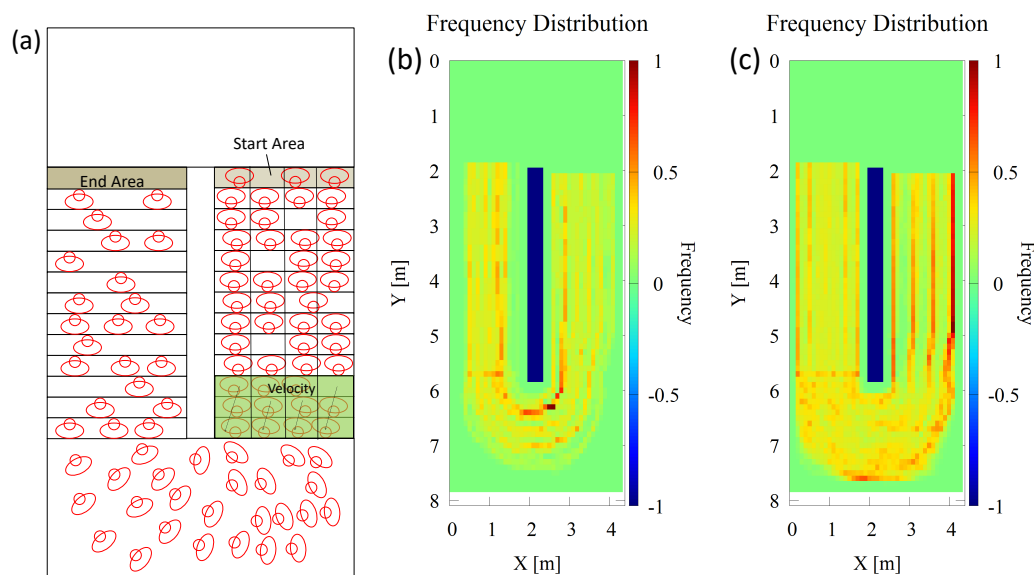 (a)
Start Area
End Area
Velocity
Frequency Distribution
(b)
0
1
2
3
4
5
6
7
8
Y [m]
0 1 2 3 4
X [m]
1
0.5
0
-0.5
-1
Frequency
Frequency Distribution
(c)
0
1
2
3
4
5
6
7
8
Y [m]
0 1 2 3 4
X [m]
1
0.5
0
-0.5
-1
Frequency